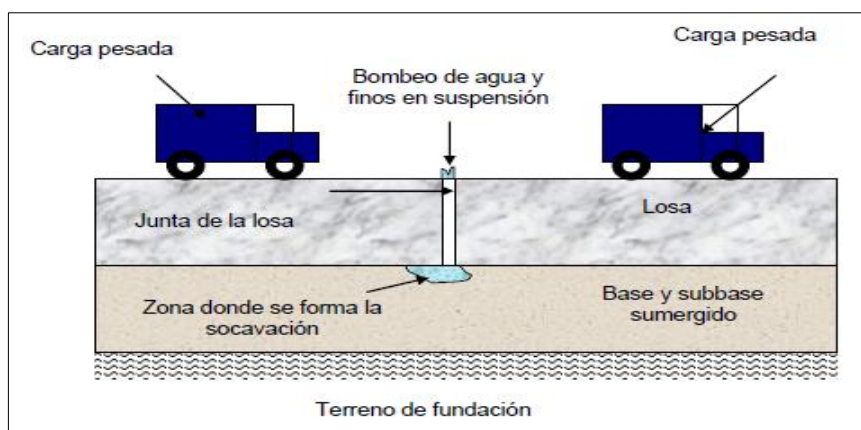 Carga pesada
Carga pesada
Bombeo de agua y
finos en suspensión
Junta de la losa
Losa
Zona donde se forma la
socavación
Base y subbase
sumergido
Terreno de fundación